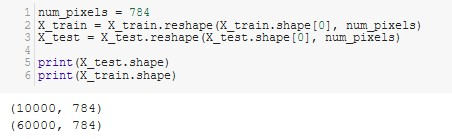 1 num_pixels = 784
2 X_train = X_train.reshape(X_train.shape[0], num_pixels)
3 X_test = X_test.reshape(X_test.shape[0], num_pixels)
4
5 print(X_test.shape)
6 print(X_train.shape)
(10000, 784)
(60000, 784)